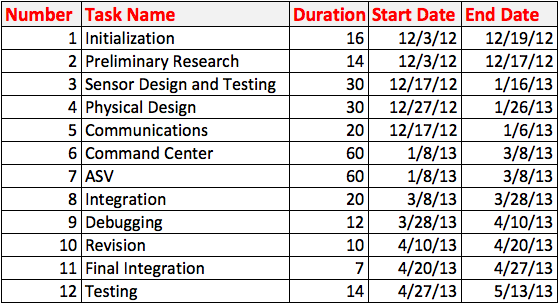 Number Task Name Duration Start Date End Date
1 Initialization 16 12/3/12 12/19/12
2 Preliminary Research 14 12/3/12 12/17/12
3 Sensor Design and Testing 30 12/17/12 1/16/13
4 Physical Design 30 12/27/12 1/26/13
5 Communications 20 12/17/12 1/6/13
6 Command Center 60 1/8/13 3/8/13
7 ASV 60 1/8/13 3/8/13
8 Integration 20 3/8/13 3/28/13
9 Debugging 12 3/28/13 4/10/13
10 Revision 10 4/10/13 4/20/13
11 Final Integration 7 4/20/13 4/27/13
12 Testing 14 4/27/13 5/13/13